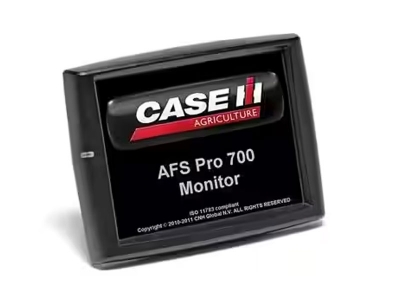 CASE IH
AGRICULTURE
AFS Pro 700
Monitor
ISO 11783 compliant
Copyright © 2010-2011 CNH Global N.V. ALL RIGHTS RESERVED.